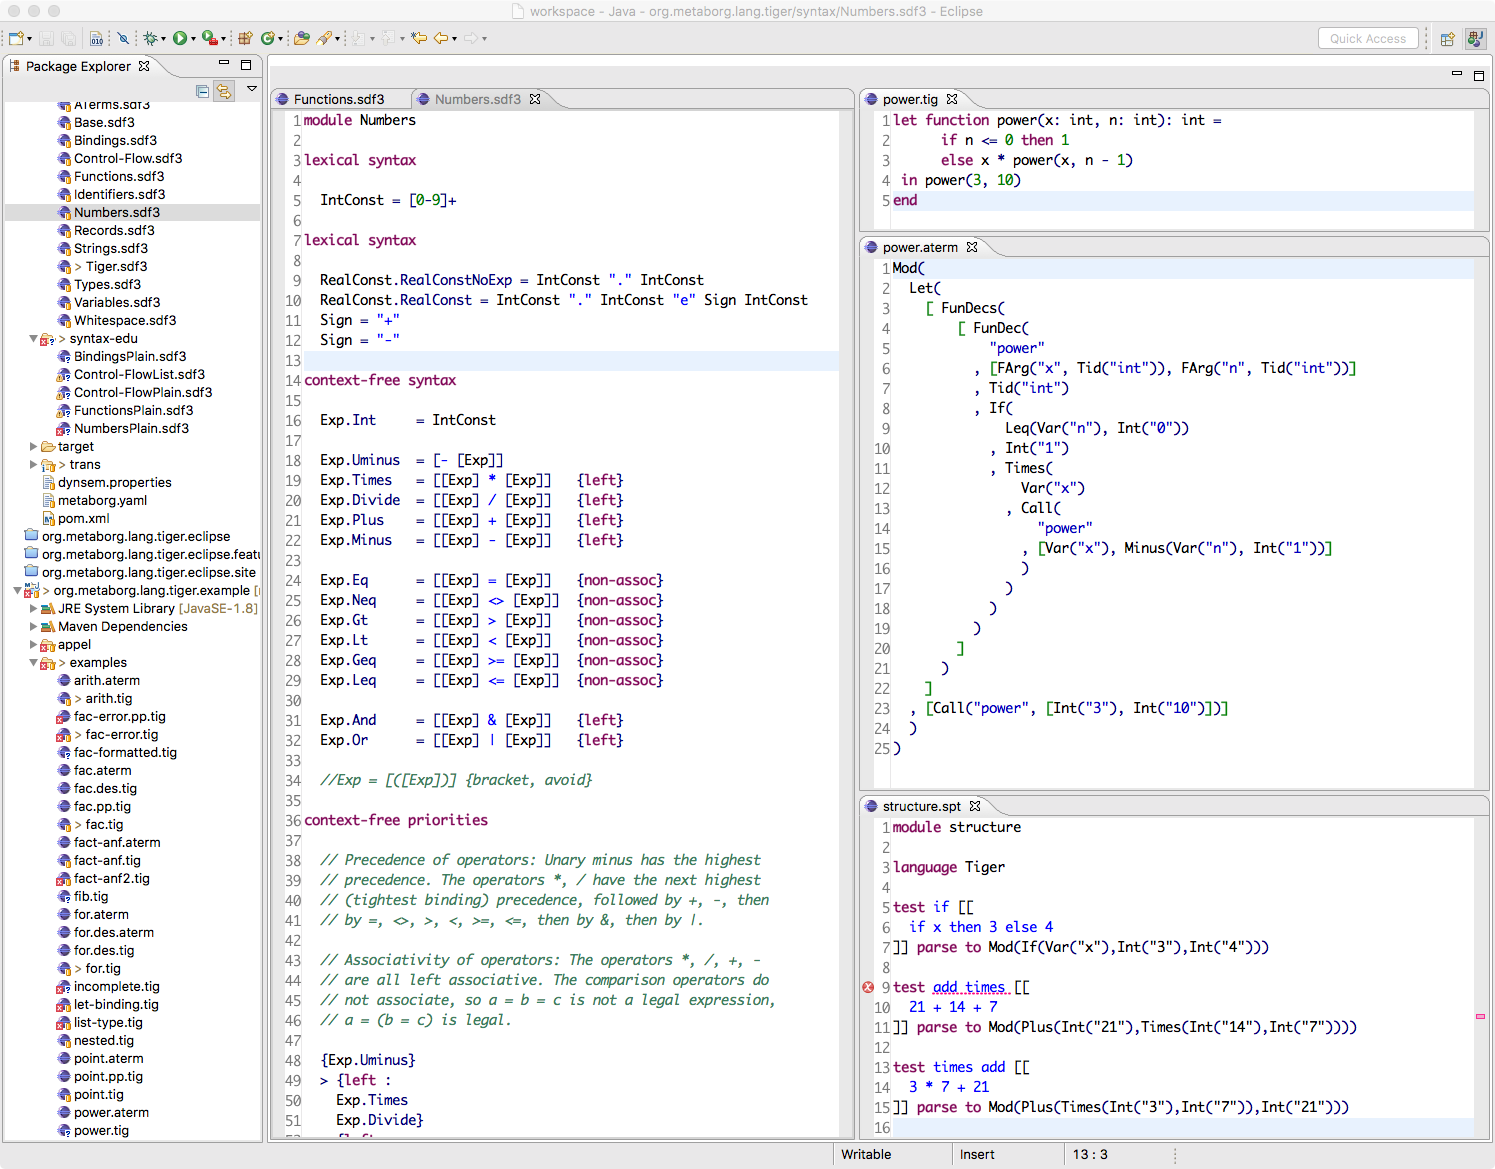 workspace - Java - org.metaborg.lang.tiger/syntax/Numbers.sdf3 - Eclipse
Quick Access
Package Explorer
ATerms.sdf3
Base.sdf3
Bindings.sdf3
Control-Flow.sdf3
Functions.sdf3
Identifiers.sdf3
Numbers.sdf3
Records.sdf3
Strings.sdf3
> Tiger.sdf3
Types.sdf3
Variables.sdf3
Whitespace.sdf3
> syntax-edu
BindingsPlain.sdf3
Control-FlowList.sdf3
Control-FlowPlain.sdf3
FunctionsPlain.sdf3
NumbersPlain.sdf3
target
> trans
dynsem.properties
metaborg.yaml
pom.xml
org.metaborg.lang.tiger.eclipse
org.metaborg.lang.tiger.eclipse.featu
org.metaborg.lang.tiger.eclipse.site
> org.metaborg.lang.tiger.example [
JRE System Library [JavaSE-1.8]
Maven Dependencies
appel
> examples
arith.aterm
> arith.tig
fac-error.pp.tig
> fac-error.tig
fac-formatted.tig
fac.aterm
fac.des.tig
fac.pp.tig
> fac.tig
fact-anf.aterm
fact-anf.tig
fact-anf2.tig
fib.tig
for.aterm
for.des.aterm
for.des.tig
> for.tig
incomplete.tig
let-binding.tig
list-type.tig
nested.tig
point.aterm
point.pp.tig
point.tig
power.aterm
power.tig
Functions.sdf3
Numbers.sdf3
1 module Numbers
2
3 lexical syntax
4
5   IntConst = [0-9]+
6
7 lexical syntax
8
9   RealConst.RealConstNoExp = IntConst "." IntConst
10   RealConst.RealConst = IntConst "." IntConst "e" Sign IntConst
11   Sign = "+"
12   Sign = "-"
13
14 context-free syntax
15
16   Exp.Int     = IntConst
17
18   Exp.Uminus  = [- [Exp]]
19   Exp.Times   = [[Exp] * [Exp]]   {left}
20   Exp.Divide  = [[Exp] / [Exp]]   {left}
21   Exp.Plus    = [[Exp] + [Exp]]   {left}
22   Exp.Minus   = [[Exp] - [Exp]]   {left}
23
24   Exp.Eq      = [[Exp] = [Exp]]   {non-assoc}
25   Exp.Neq     = [[Exp] <> [Exp]]  {non-assoc}
26   Exp.Gt      = [[Exp] > [Exp]]   {non-assoc}
27   Exp.Lt      = [[Exp] < [Exp]]   {non-assoc}
28   Exp.Geq     = [[Exp] >= [Exp]]  {non-assoc}
29   Exp.Leq     = [[Exp] <= [Exp]]  {non-assoc}
30
31   Exp.And     = [[Exp] & [Exp]]   {left}
32   Exp.Or      = [[Exp] | [Exp]]   {left}
33
34   //Exp = [([Exp])] {bracket, avoid}
35
36 context-free priorities
37
38   // Precedence of operators: Unary minus has the highest
39   // precedence. The operators *, / have the next highest
40   // (tightest binding) precedence, followed by +, -, then
41   // by =, <>, >, <, >=, <=, then by &, then by |.
42
43   // Associativity of operators: The operators *, /, +, -
44   // are all left associative. The comparison operators do
45   // not associate, so a = b = c is not a legal expression,
46   // a = (b = c) is legal.
47
48   {Exp.Uminus}
49   > {left :
50     Exp.Times
51     Exp.Divide}
power.tig
1 let function power(x: int, n: int): int =
2       if n <= 0 then 1
3       else x * power(x, n - 1)
4  in power(3, 10)
5 end
power.aterm
1 Mod(
2   Let(
3     [ FunDecs(
4         [ FunDec(
5             "power"
6           , [FArg("x", Tid("int")), FArg("n", Tid("int"))]
7           , Tid("int")
8           , If(
9               Leq(Var("n"), Int("0"))
10             , Int("1")
11             , Times(
12                 Var("x")
13               , Call(
14                   "power"
15                 , [Var("x"), Minus(Var("n"), Int("1"))]
16                 )
17               )
18             )
19           )
20         ]
21       )
22     ]
23   , [Call("power", [Int("3"), Int("10")])]
24   )
25 )
structure.spt
1 module structure
2
3 language Tiger
4
5 test if [[
6   if x then 3 else 4
7 ]] parse to Mod(If(Var("x"),Int("3"),Int("4")))
8
9 test add times [[
10   21 + 14 + 7
11 ]] parse to Mod(Plus(Int("21"),Times(Int("14"),Int("7"))))
12
13 test times add [[
14   3 * 7 + 21
15 ]] parse to Mod(Plus(Times(Int("3"),Int("7")),Int("21")))
16
Writable
Insert
13 : 3